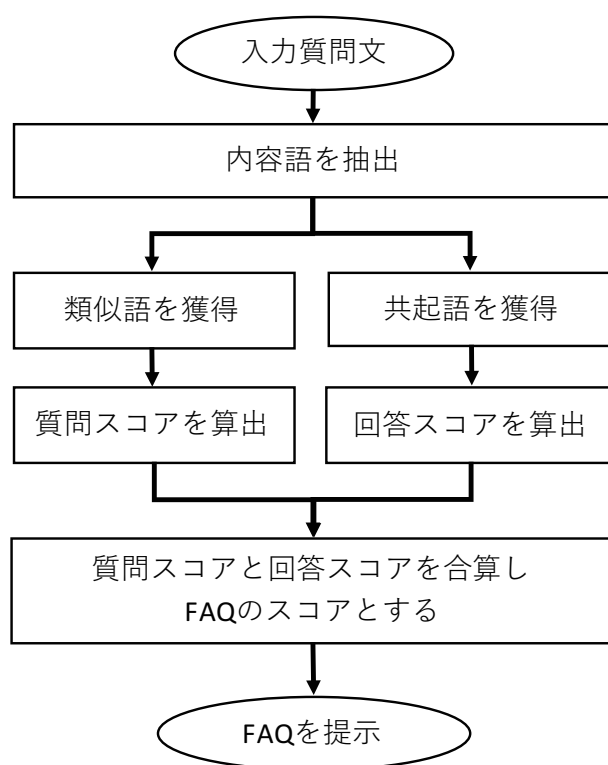 入力質問文
内容語を抽出
類似語を獲得
共起語を獲得
質問スコアを算出
回答スコアを算出
質問スコアと回答スコアを合算し
FAQのスコアとする
FAQを提示